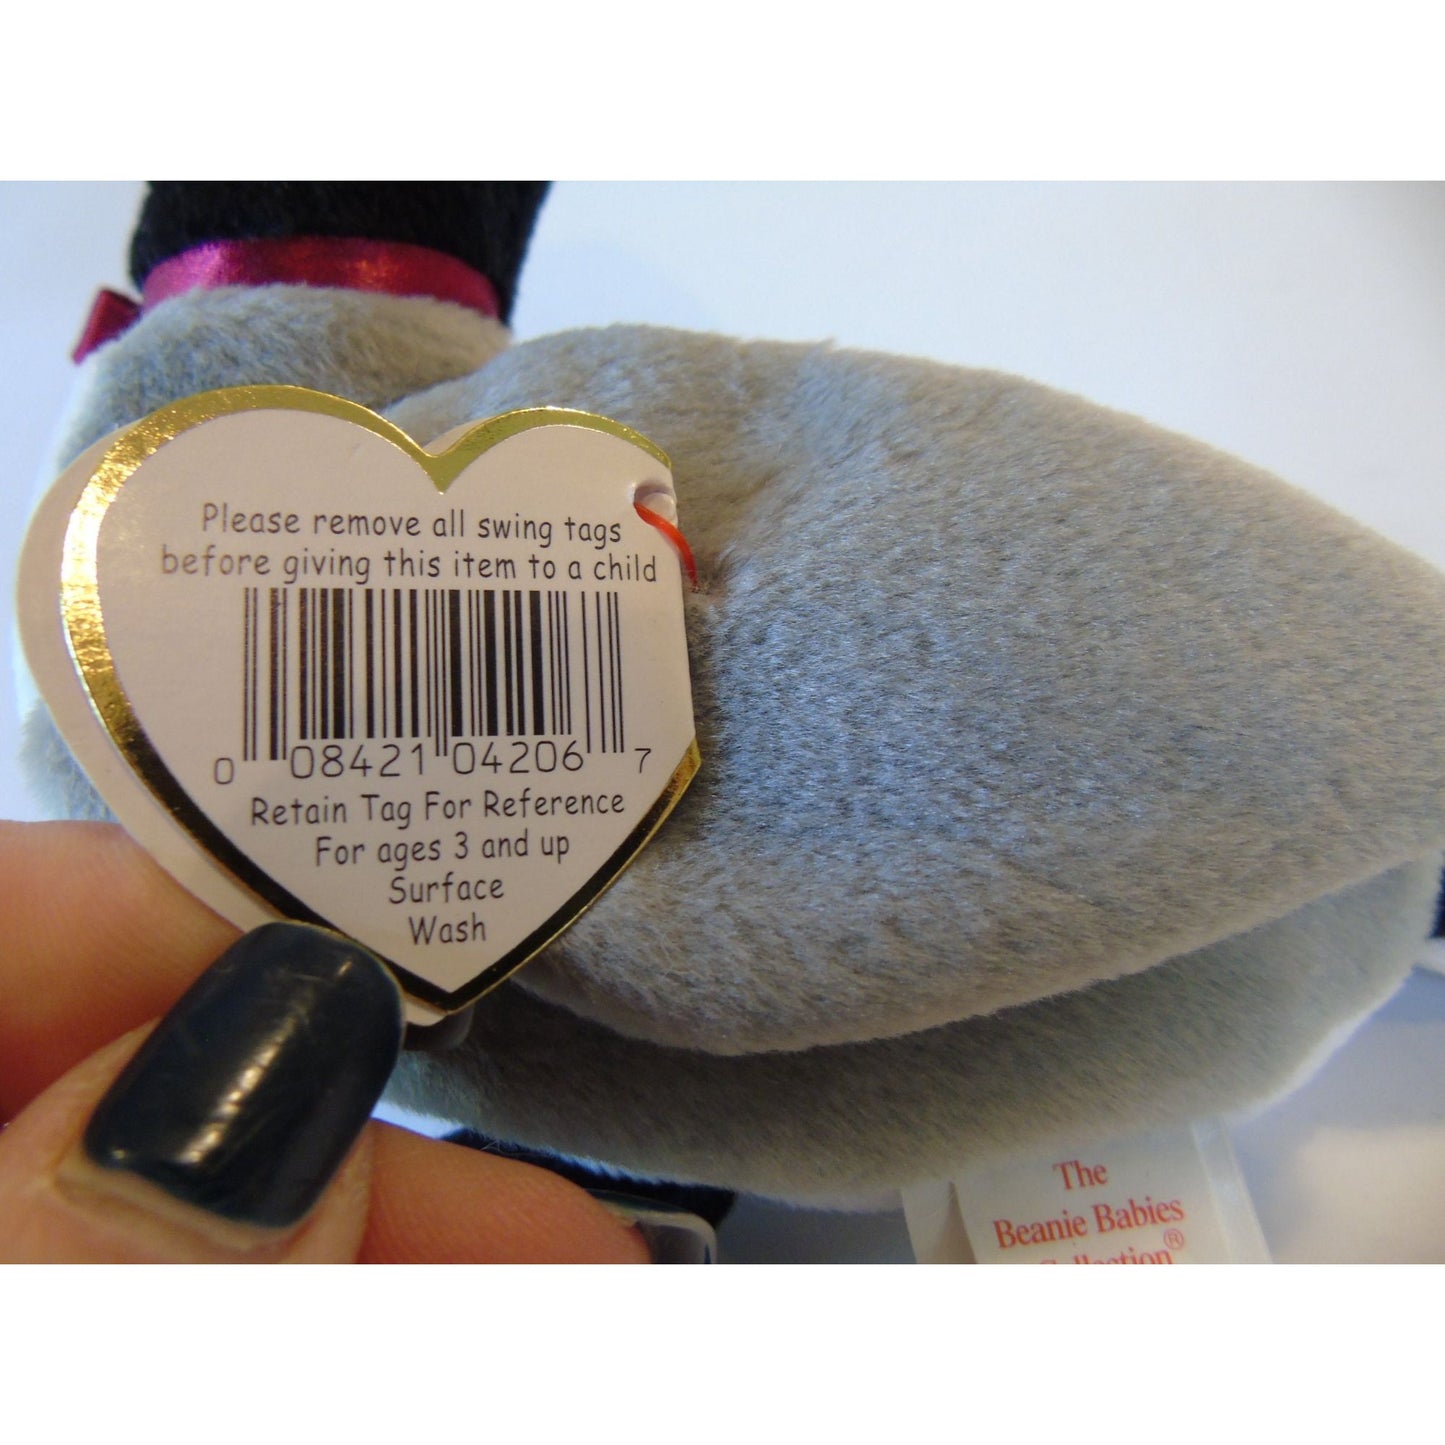 Please remove all swing tags
before giving this item to a child
0 08421 04206 7
Retain Tag For Reference
For ages 3 and up
Surface
Wash
The
Beanie Babies
Collection®